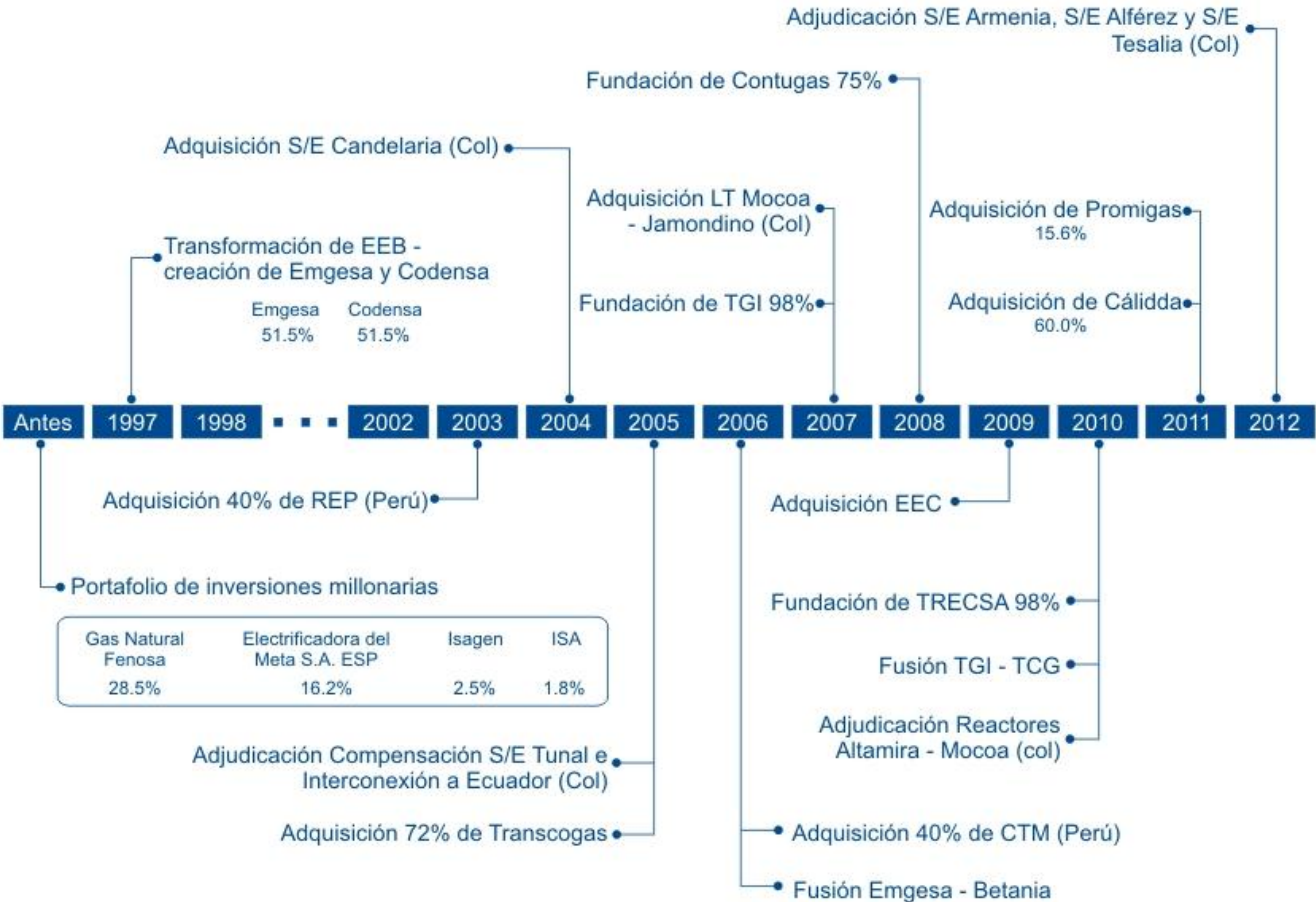 Adjudicación S/E Armenia, S/E Alférez y S/E
Tesalia (Col)
Fundación de Contugas 75%
Adquisición S/E Candelaria (Col)
Adquisición LT Mocoa
- Jamondino (Col)
Adquisición de Promigas
15.6%
Transformación de EEB -
creación de Emgesa y Codensa
Emgesa Codensa
51.5% 51.5%
Fundación de TGI 98%
Adquisición de Cálidda
60.0%
Antes 1997 1998 2002 2003 2004 2005 2006 2007 2008 2009 2010 2011 2012
Adquisición 40% de REP (Perú)
Adquisición EEC
Portafolio de inversiones millonarias
Gas Natural
Fenosa
28.5%
Electrificadora del
Meta S.A. ESP
16.2%
Isagen
2.5%
ISA
1.8%
Fundación de TRECSA 98%
Fusión TGI - TCG
Adjudicación Reactores
Altamira - Mocoa (col)
Adjudicación Compensación S/E Tunal e
Interconexión a Ecuador (Col)
Adquisición 72% de Transcogas
Adquisición 40% de CTM (Perú)
Fusión Emgesa - Betania